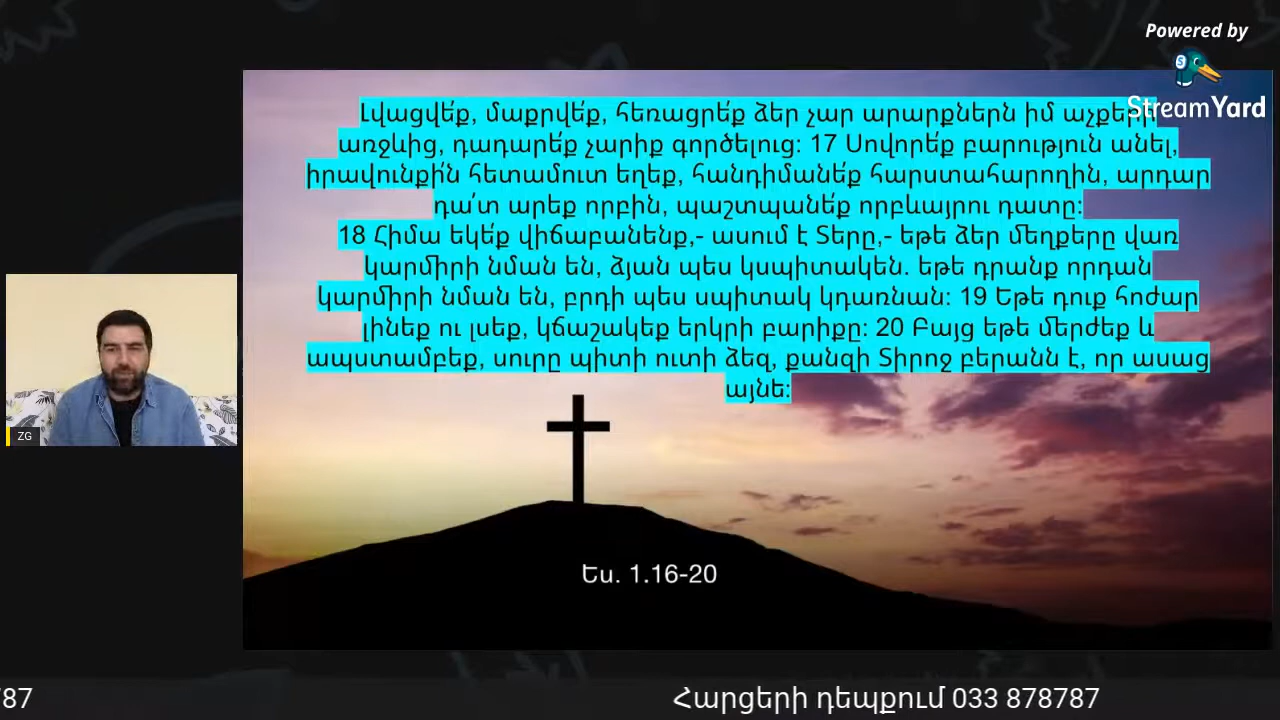 Powered by
StreamYard
Լվացվե՛ք, մաքրվե՛ք, հեռացրե՛ք ձեր չար արարքներն իմ աչքերի
առջևից, դադարե՛ք չարիք գործելուց: 17 Սովորե՛ք բարություն անել,
իրավունքի՛ն հետամուտ եղեք, հանդիմանե՛ք հարստահարողին, արդար
դա՛տ արեք որբին, պաշտպանե՛ք որբևայրու դատը:
18 Հիմա եկե՛ք վիճաբանենք,- ասում է Տերը,- եթե ձեր մեղքերը վառ
կարմիրի նման են, ձյան պես կսպիտակեն. եթե դրանք որդան
կարմիրի նման են, բրդի պես սպիտակ կդառնան: 19 Եթե դուք հոժար
լինեք ու լսեք, կճաշակեք երկրի բարիքը: 20 Բայց եթե մերժեք և
ապստամբեք, սուրը պիտի ուտի ձեզ, քանզի Տիրոջ բերանն է, որ ասաց
այնե:
ZG
Ես. 1.16-20
787 Հարցերի դեպքում 033 878787